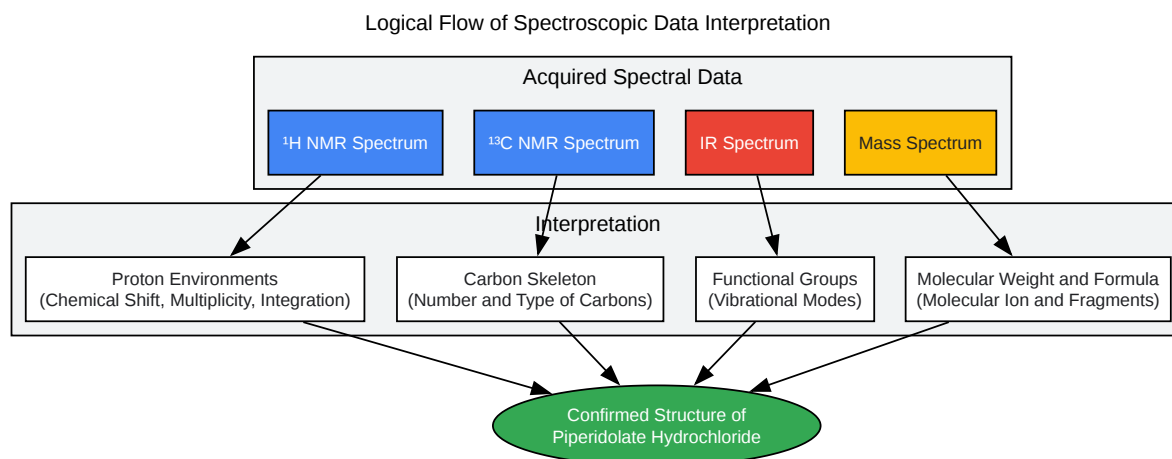 Logical Flow of Spectroscopic Data Interpretation
Acquired Spectral Data
¹H NMR Spectrum
¹³C NMR Spectrum
IR Spectrum
Mass Spectrum
Interpretation
Proton Environments
(Chemical Shift, Multiplicity, Integration)
Carbon Skeleton
(Number and Type of Carbons)
Functional Groups
(Vibrational Modes)
Molecular Weight and Formula
(Molecular Ion and Fragments)
Confirmed Structure of
Piperidolate Hydrochloride